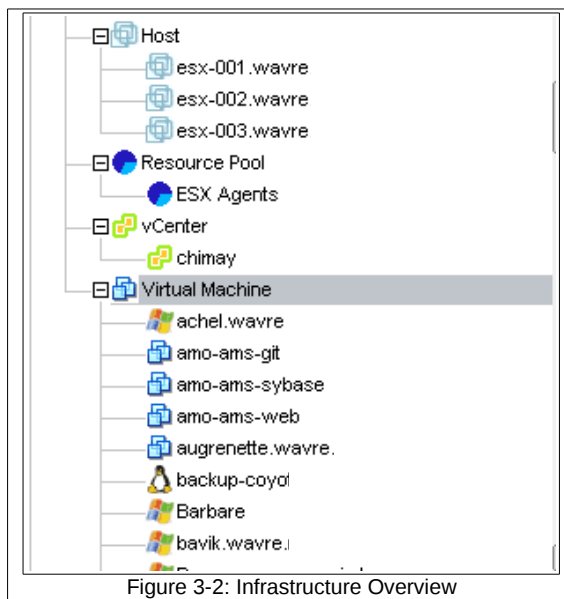 Host
esx-001.wavre
esx-002.wavre
esx-003.wavre
Resource Pool
ESX Agents
vCenter
chimay
Virtual Machine
achel.wavre
amo-ams-git
amo-ams-sybase
amo-ams-web
augrenette.wavre.
backup-coyot
Barbare
bavik.wavre.
Figure 3-2: Infrastructure Overview